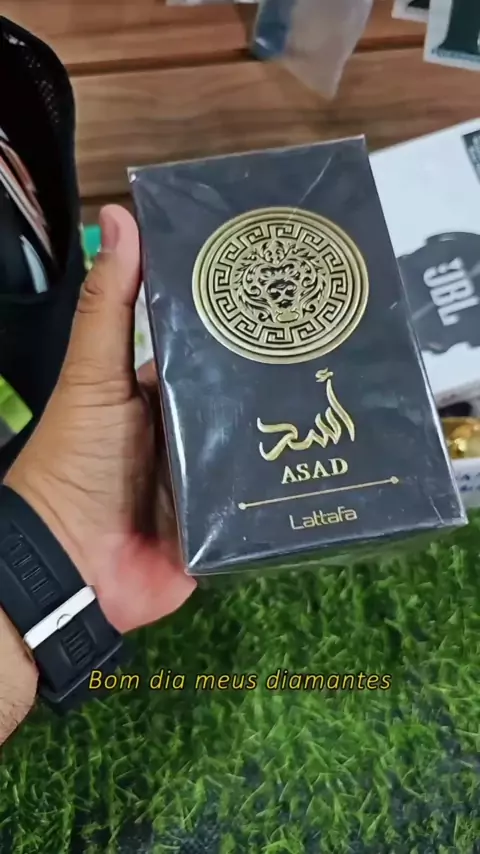 JBL
أسد
ASAD
Lattafa
Bom dia meus diamantes